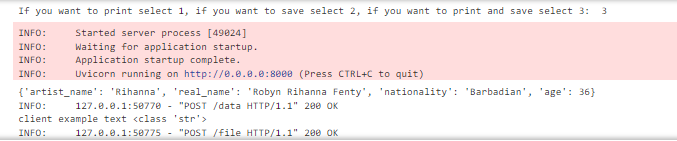 If you want to print select 1, if you want to save select 2, if you want to print and save select 3:  3
INFO:     Started server process [49024]
INFO:     Waiting for application startup.
INFO:     Application startup complete.
INFO:     Uvicorn running on http://0.0.0.0:8000 (Press CTRL+C to quit)
{'artist_name': 'Rihanna', 'real_name': 'Robyn Rihanna Fenty', 'nationality': 'Barbadian', 'age': 36}
INFO:     127.0.0.1:50770 - "POST /data HTTP/1.1" 200 OK
client example text <class 'str'>
INFO:     127.0.0.1:50775 - "POST /file HTTP/1.1" 200 OK